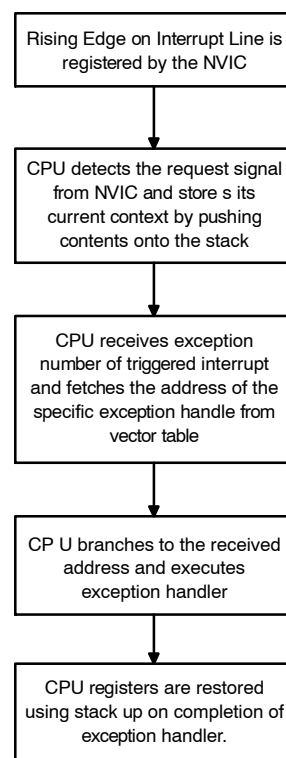 Rising Edge on Interrupt Line is
registered by the NVIC
CPU detects the request signal
from NVIC and store s its
current context by pushing
contents onto the stack
CPU receives exception
number of triggered interrupt
and fetches the address of the
specific exception handle from
vector table
CP U branches to the received
address and executes
exception handler
CPU registers are restored
using stack up on completion of
exception handler.